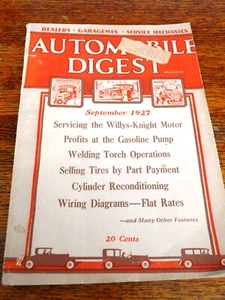 DEALERS - GARAGEMEN - SERVICE MECHANICS
AUTOMOBILE
DIGEST
September 1927
Servicing the Willys-Knight Motor
Profits at the Gasoline Pump
Welding Torch Operations
Selling Tires by Part Payment
Cylinder Reconditioning
Wiring Diagrams—Flat Rates
—and Many Other Features
20 Cents